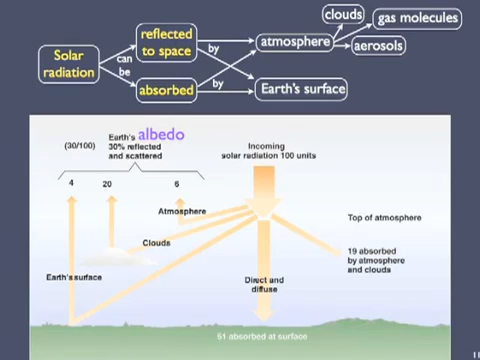 Solar radiation
can be
reflected to space
absorbed
by
by
atmosphere
Earth's surface
clouds
gas molecules
aerosols
Earth's albedo
(30/100)
30% reflected
and scattered
Incoming
solar radiation 100 units
4
20
6
Atmosphere
Top of atmosphere
Clouds
19 absorbed
by atmosphere
and clouds
Earth's surface
Direct and
diffuse
51 absorbed at surface
11